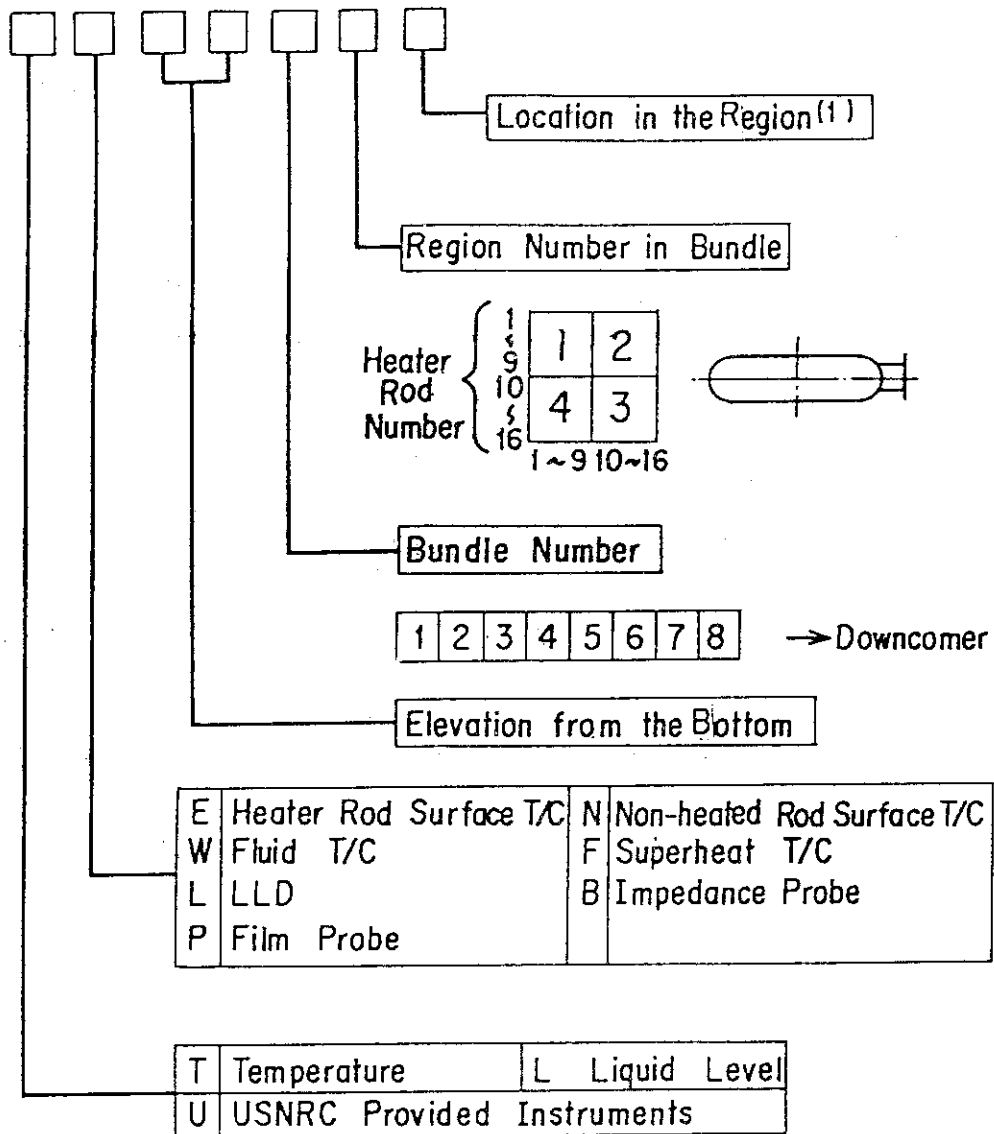 Location in the Region (1)
Region Number in Bundle
Heater Rod Number
1 ~ 9
10 ~ 16
1 2
4 3
1 ~ 9 10 ~ 16
Bundle Number
1 2 3 4 5 6 7 8 → Downcomer
Elevation from the Bottom
E Heater Rod Surface T/C N Non-heated Rod Surface T/C
W Fluid T/C F Superheat T/C
L LLD B Impedance Probe
P Film Probe
T Temperature L Liquid Level
U USNRC Provided Instruments